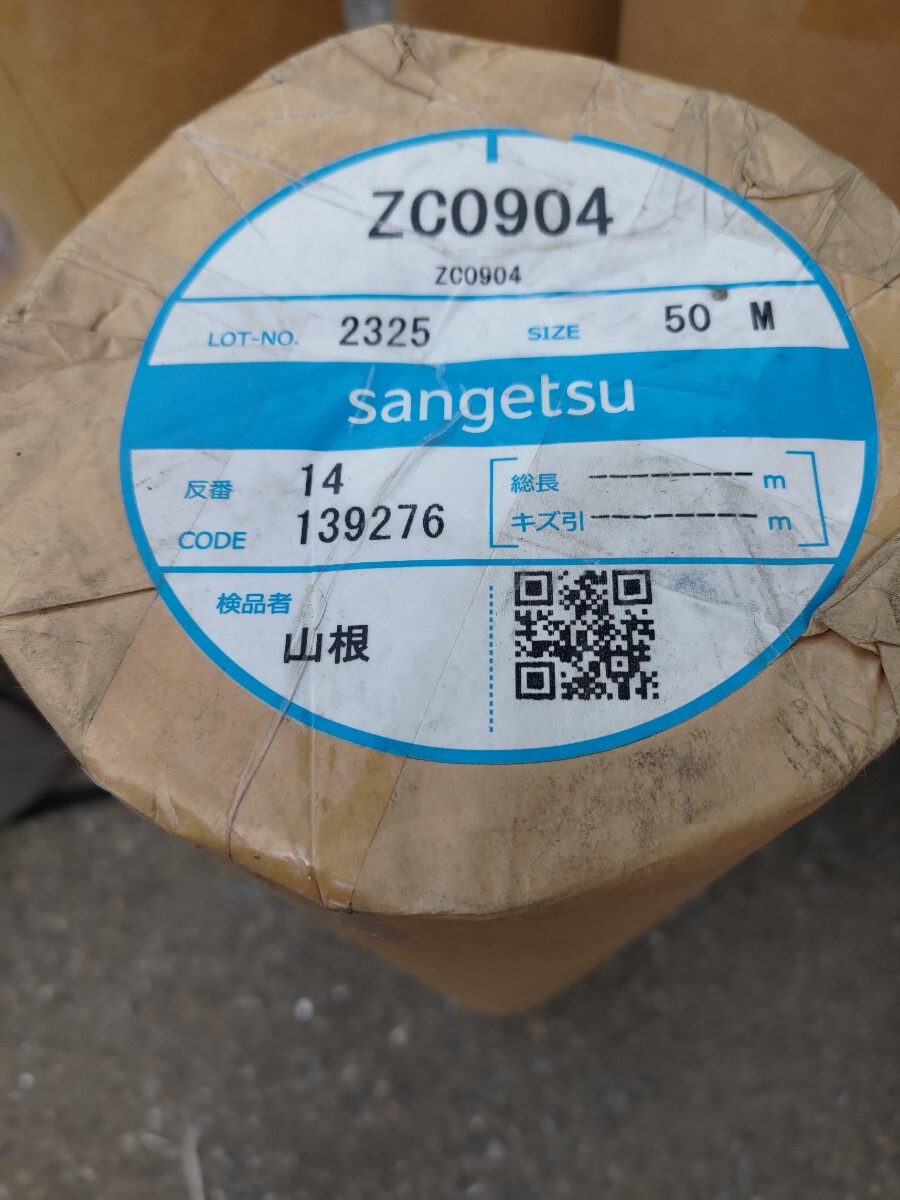 ZC0904
ZC0904
LOT-NO. 2325 SIZE 50 M
sangetsu
反番 14
CODE 139276
総長 --------- m
キズ引 --------- m
検品者
山根